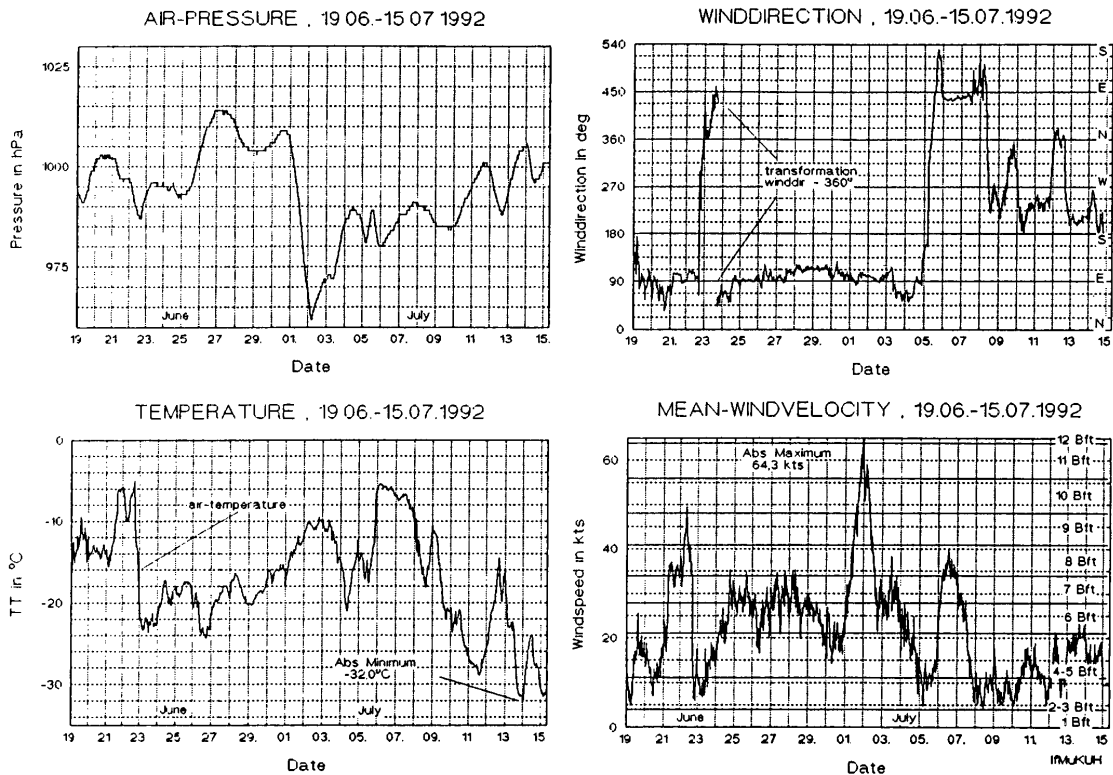 AIR-PRESSURE , 19.06.-15.07 1992
Pressure in hPa
1025
1000
975
June
July
19 21 23. 25 27 29. 01. 03. 05. 07 09. 11 13 15.
Date
WINDDIRECTION , 19.06.-15.07.1992
Winddirection in deg
540
450
360
270
180
90
0
S
E
N
W
S
E
N
transformation
winddir - 360°
19 21. 23. 25 27 29. 01. 03. 05. 07. 09. 11 13 15
Date
TEMPERATURE , 19 06.-15.07.1992
TT in °C
0
-10
-20
-30
air-temperature
Abs Minimum
-32.0°C
June
July
19 21 23. 25 27 29. 01. 03. 05. 07. 09. 11 13. 15
Date
MEAN-WINDVELOCITY , 19.06.-15.07.1992
Windspeed in kts
60
40
20
0
Abs Maximum
64,3 kts
12 Bft
11 Bft
10 Bft
9 Bft
8 Bft
7 Bft
6 Bft
4-5 Bft
2-3 Bft
1 Bft
June
July
19 21. 23. 25 27 29. 01. 03. 05. 07. 09. 11 13 15
IfMuKUH
Date